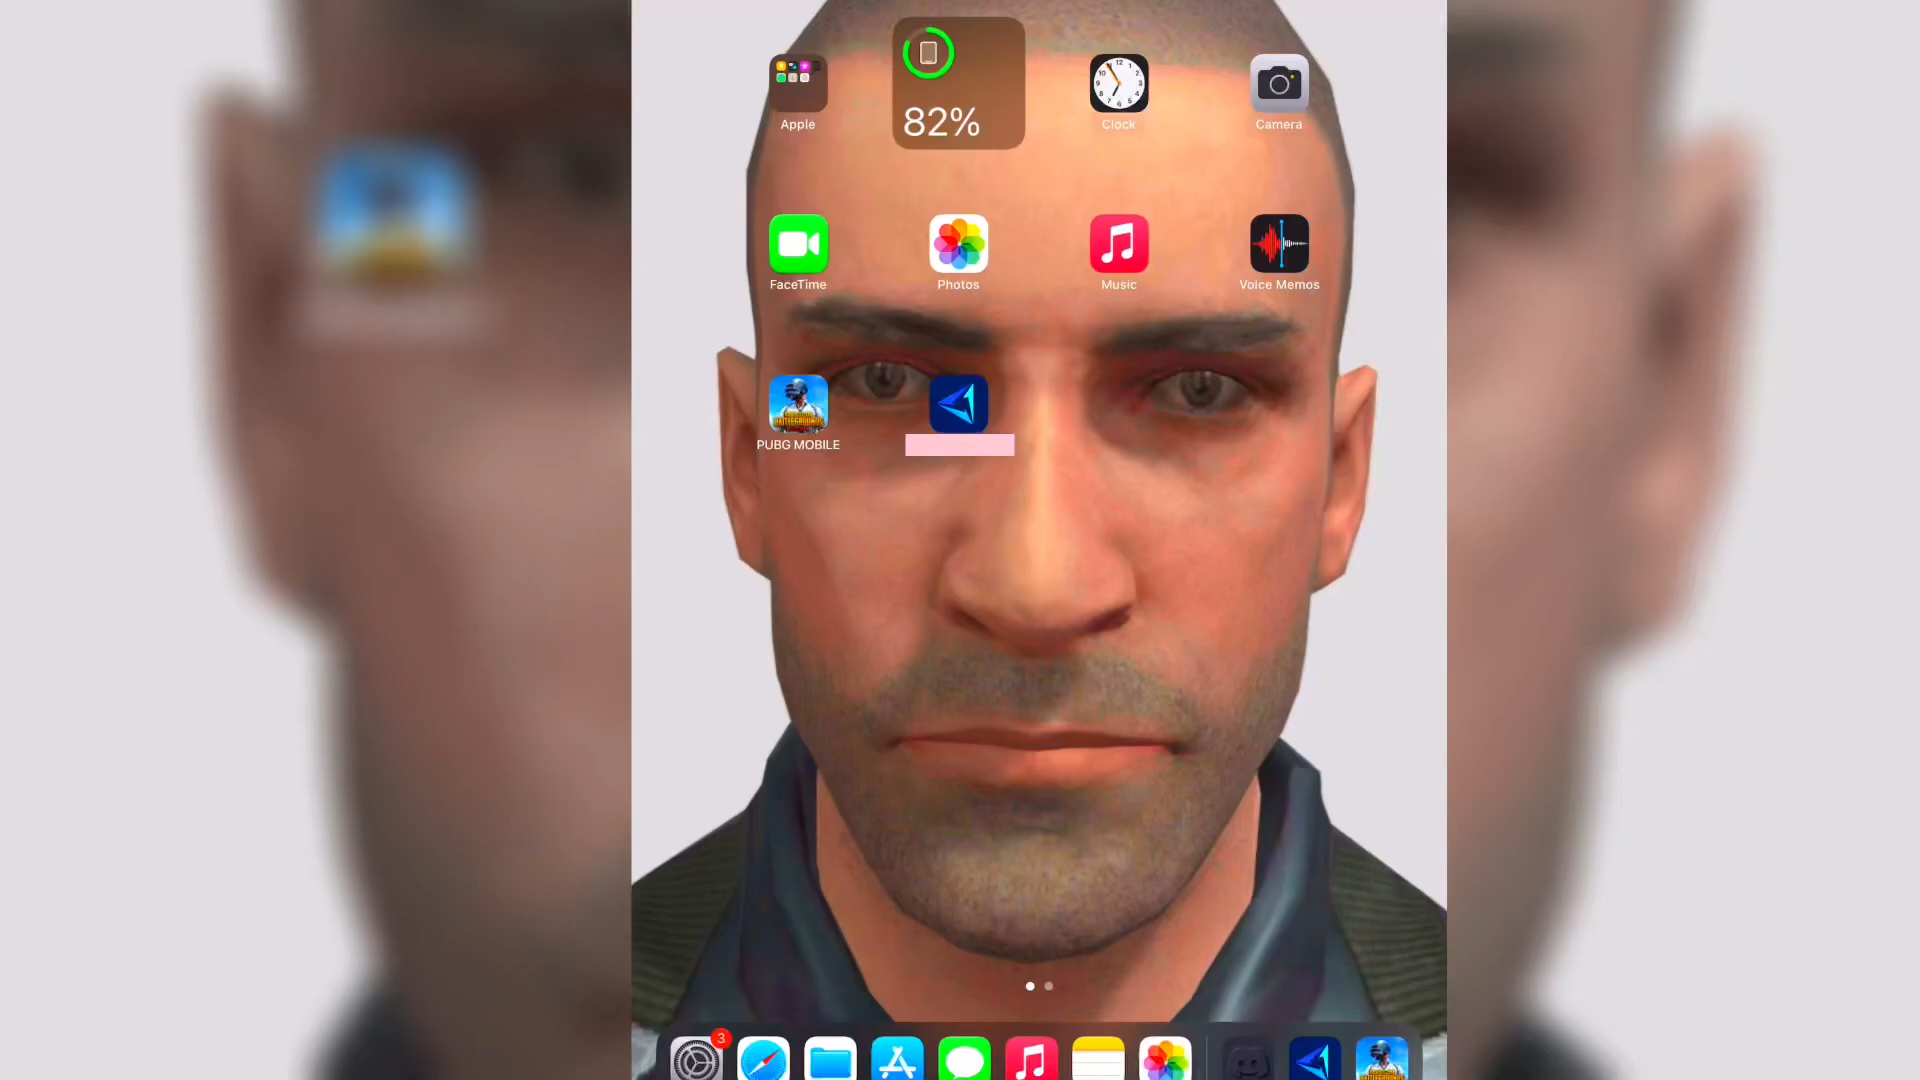 82%
Apple
Clock
Camera
FaceTime
Photos
Music
Voice Memos
PUBG MOBILE
3